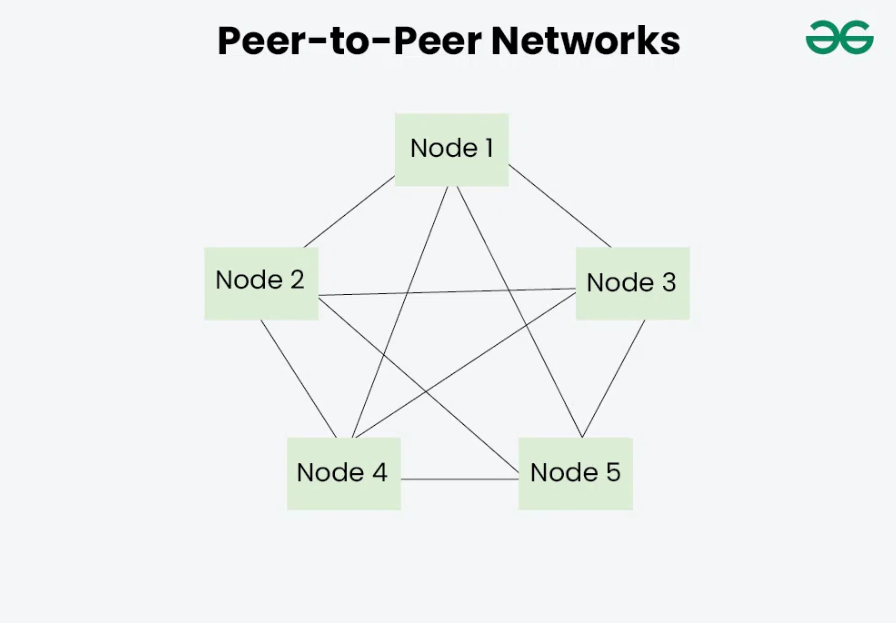 Peer-to-Peer Networks
Node 1
Node 2
Node 3
Node 4
Node 5